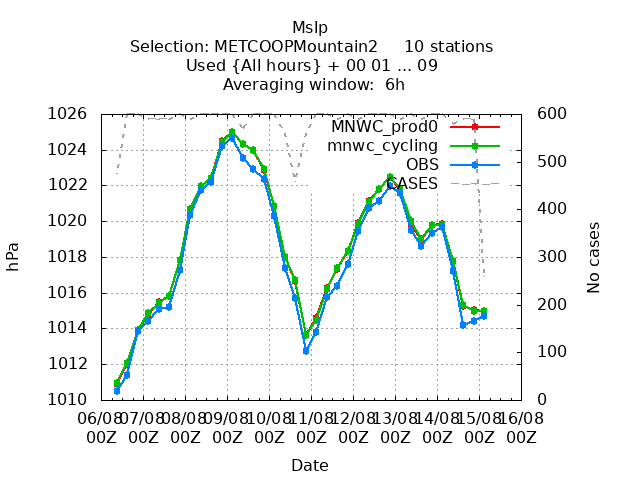 Mslp
Selection: METCOOPMountain2 10 stations
Used {All hours} + 00 01 ... 09
Averaging window: 6h
1026
1024
1022
1020
1018
1016
1014
1012
1010
hPa
MNWC_prod0
mnwc_cycling
OBS
CASES
600
500
400
300
200
100
0
No cases
06/08 07/08 08/08 09/08 10/08 11/08 12/08 13/08 14/08 15/08 16/08
00Z 00Z 00Z 00Z 00Z 00Z 00Z 00Z 00Z 00Z 00Z
Date